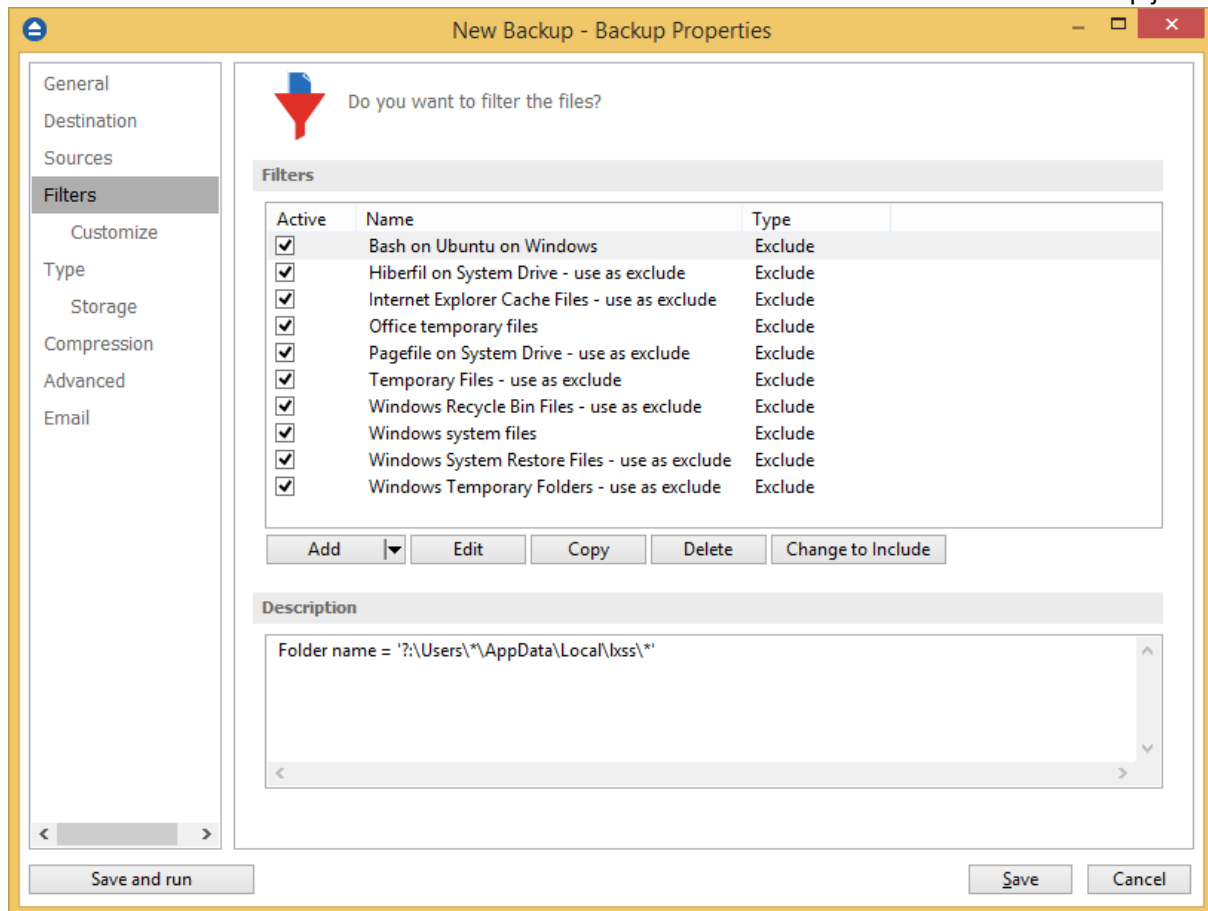 New Backup - Backup Properties
General
Destination
Sources
Filters
Customize
Type
Storage
Compression
Advanced
Email
Do you want to filter the files?
Filters
Active Name Type
Bash on Ubuntu on Windows Exclude
Hiberfil on System Drive - use as exclude Exclude
Internet Explorer Cache Files - use as exclude Exclude
Office temporary files Exclude
Pagefile on System Drive - use as exclude Exclude
Temporary Files - use as exclude Exclude
Windows Recycle Bin Files - use as exclude Exclude
Windows system files Exclude
Windows System Restore Files - use as exclude Exclude
Windows Temporary Folders - use as exclude Exclude
Add Edit Copy Delete Change to Include
Description
Folder name = '?:\Users\*\AppData\Local\lxss\*'
Save and run Save Cancel